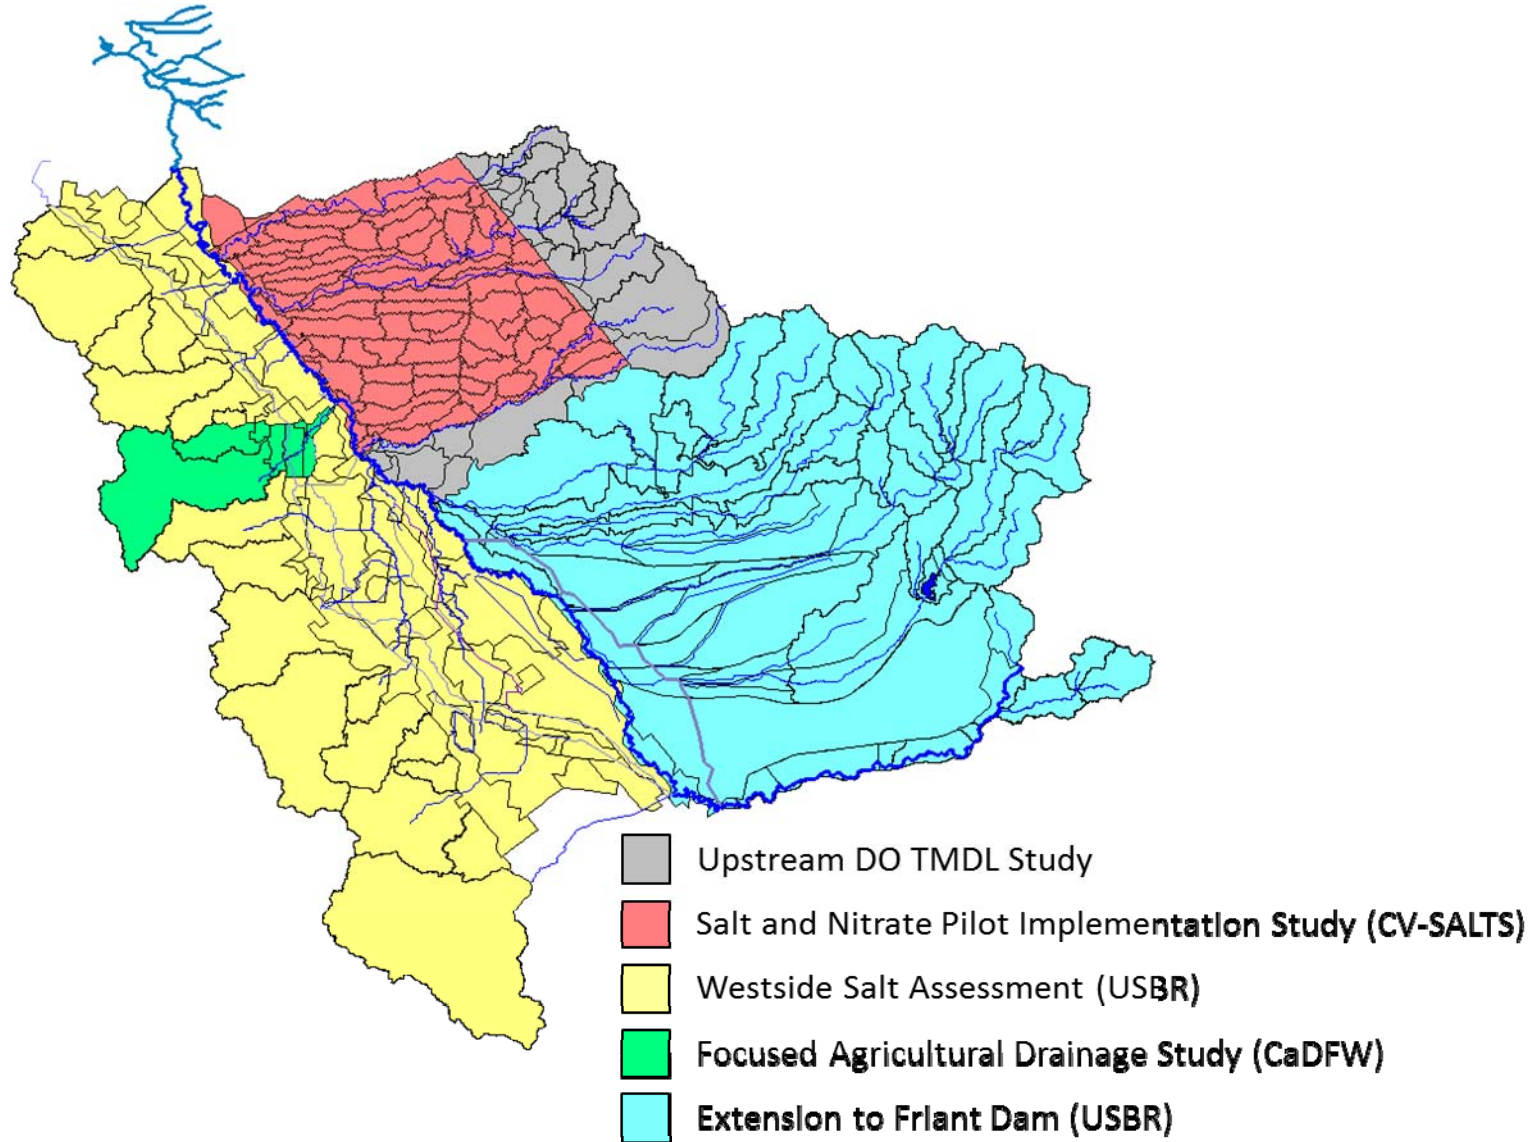 Upstream DO TMDL Study
Salt and Nitrate Pilot Implementation Study (CV-SALTS)
Westside Salt Assessment (USBR)
Focused Agricultural Drainage Study (CaDFW)
Extension to Friant Dam (USBR)